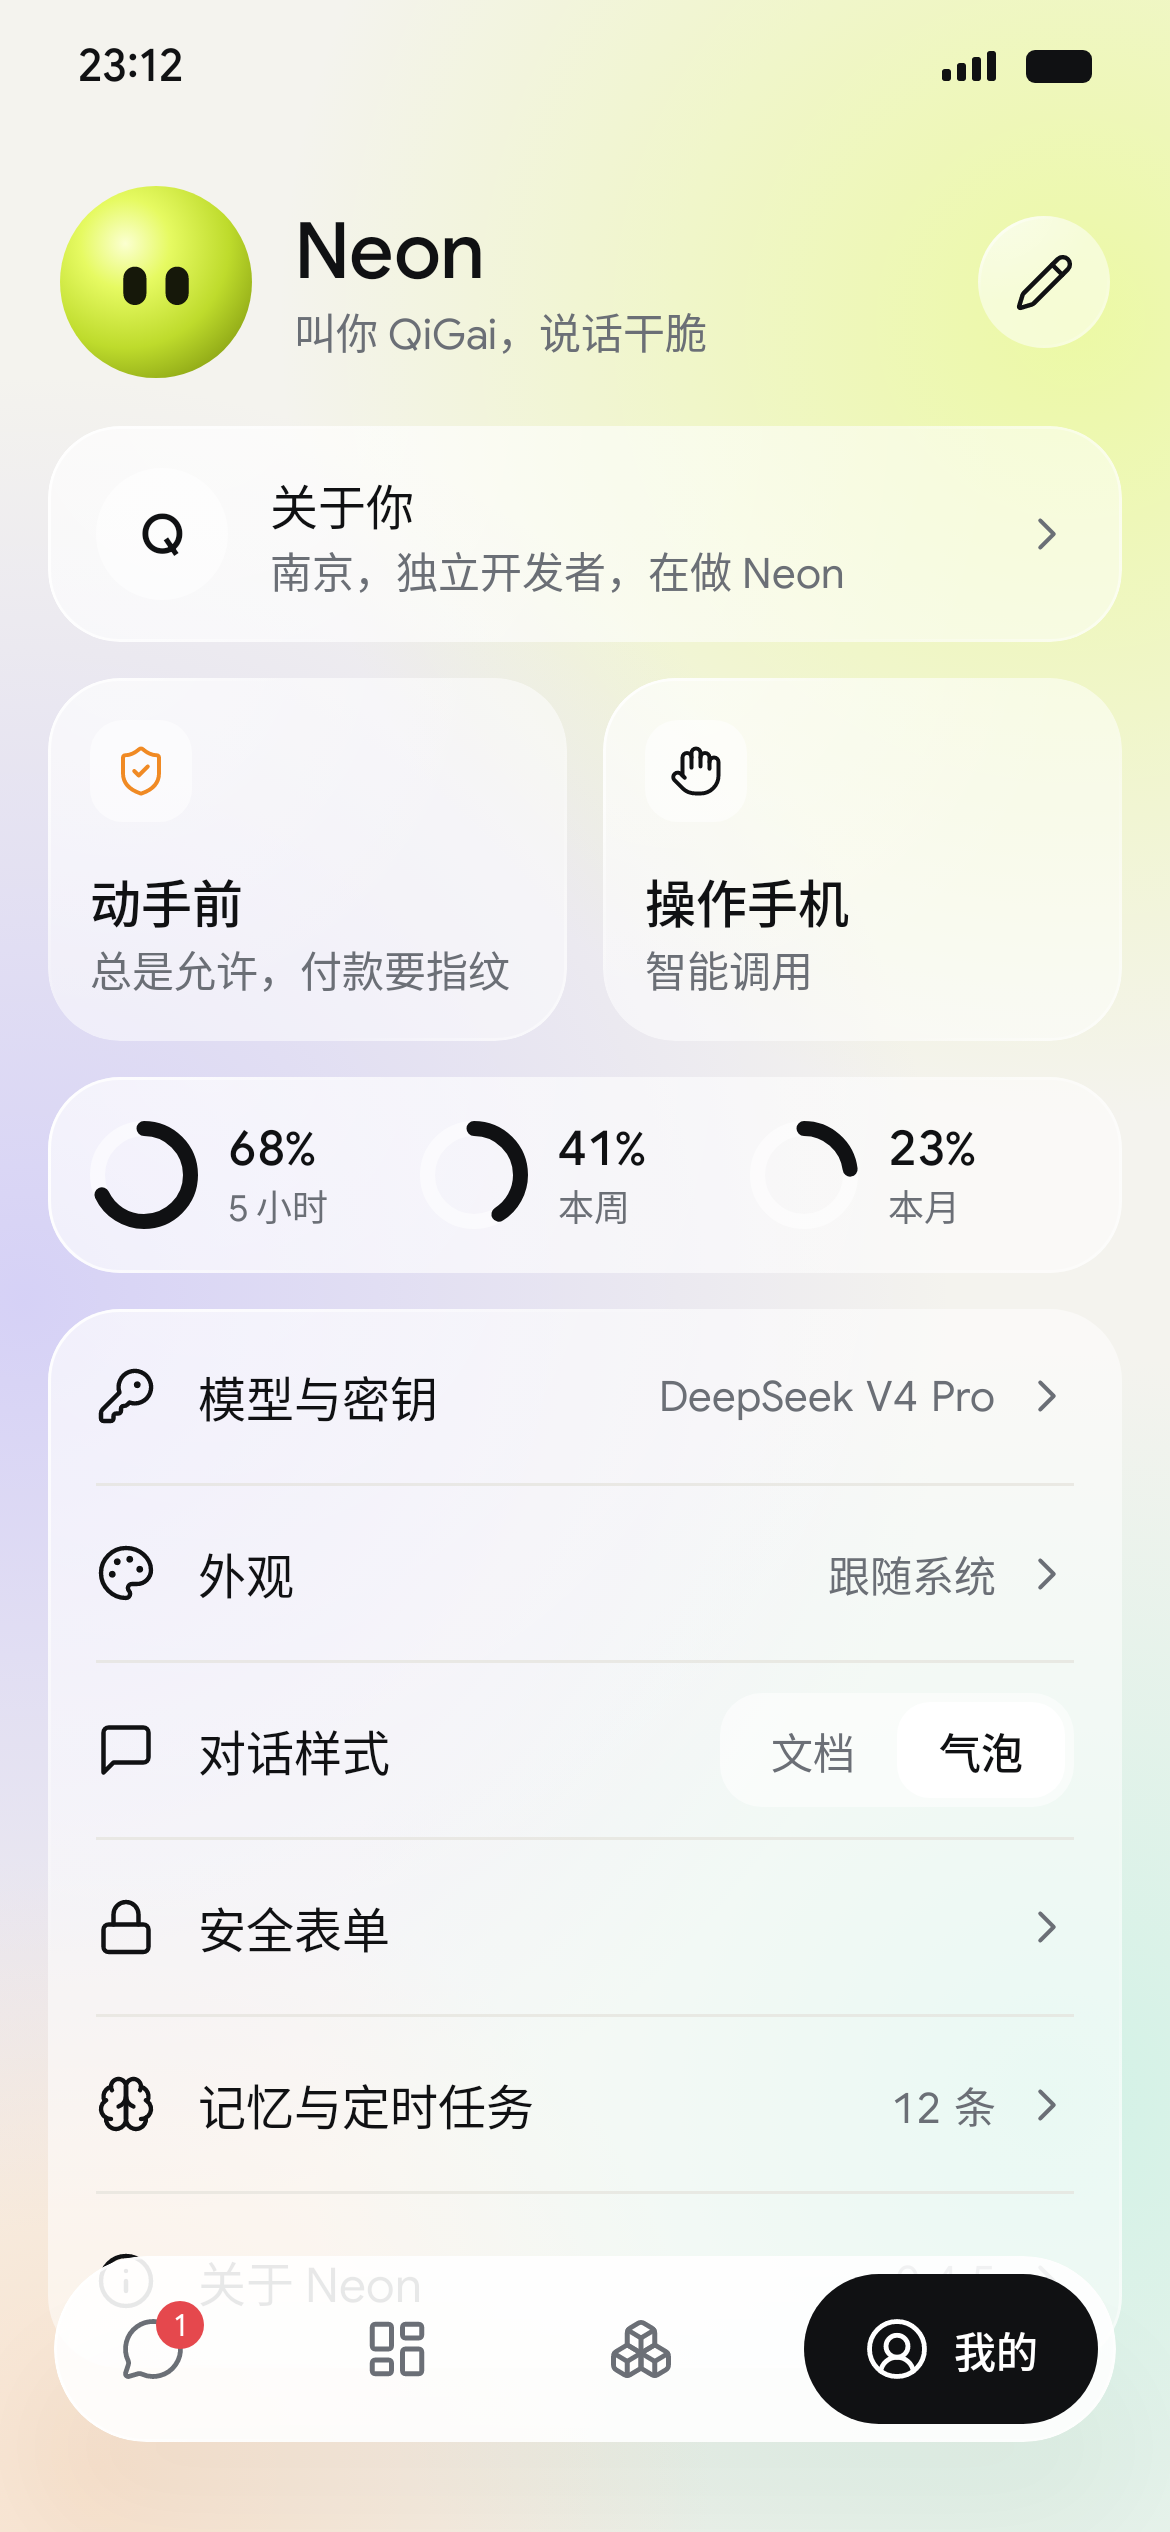 23:12
Neon
叫你 QiGai，说话干脆
Q
关于你
南京，独立开发者，在做 Neon
动手前
总是允许，付款要指纹
操作手机
智能调用
68%
5 小时
41%
本周
23%
本月
模型与密钥
DeepSeek V4 Pro
外观
跟随系统
对话样式
文档
气泡
安全表单
记忆与定时任务
12 条
关于 Neon
1
我的